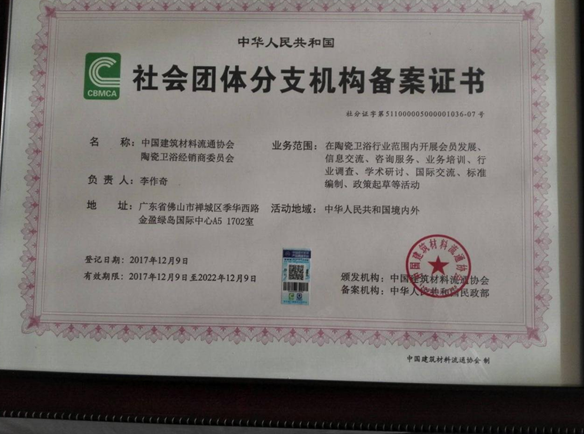 中华人民共和国
CBMCA
社会团体分支机构备案证书
社分证字第511000005000001036-07号
名 称：中国建筑材料流通协会
陶瓷卫浴经销商委员会
负 责 人：李作奇
地 址：广东省佛山市禅城区季华西路
金盈绿岛国际中心A5 1702室
业务范围：在陶瓷卫浴行业范围内开展会员发展、
信息交流、咨询服务、业务培训、行
业调查、学术研讨、国际交流、标准
编制、政策起草等活动
活动地域：中华人民共和国境内外
登记日期：2017年12月9日
有效期限：2017年12月9日至2022年12月9日
颁发机构：中国建筑材料流通协会
备案机构：中华人民共和国民政部
中国建筑材料流通协会
中国建筑材料流通协会 制